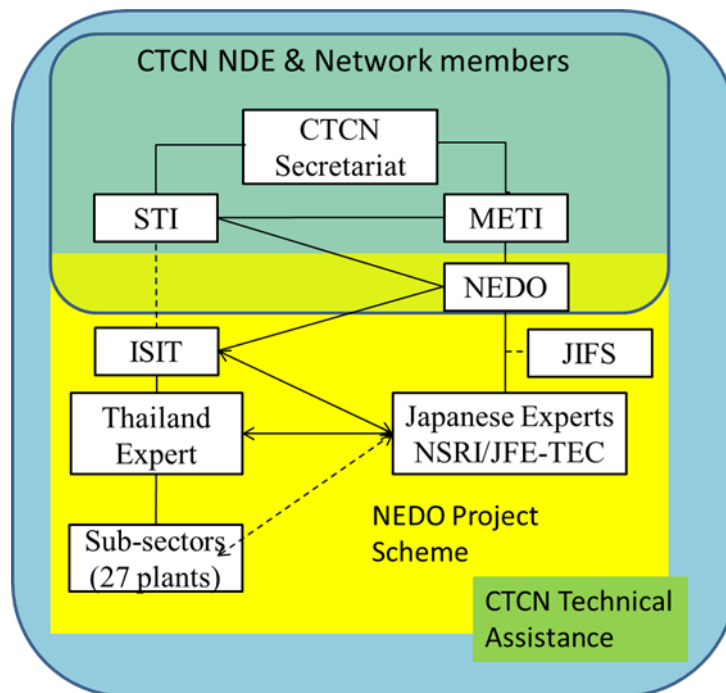 CTCN NDE & Network members
CTCN
Secretariat
STI
METI
NEDO
ISIT
JIFS
Thailand
Expert
Japanese Experts
NSRI/JFE-TEC
NEDO Project
Scheme
Sub-sectors
(27 plants)
CTCN Technical
Assistance